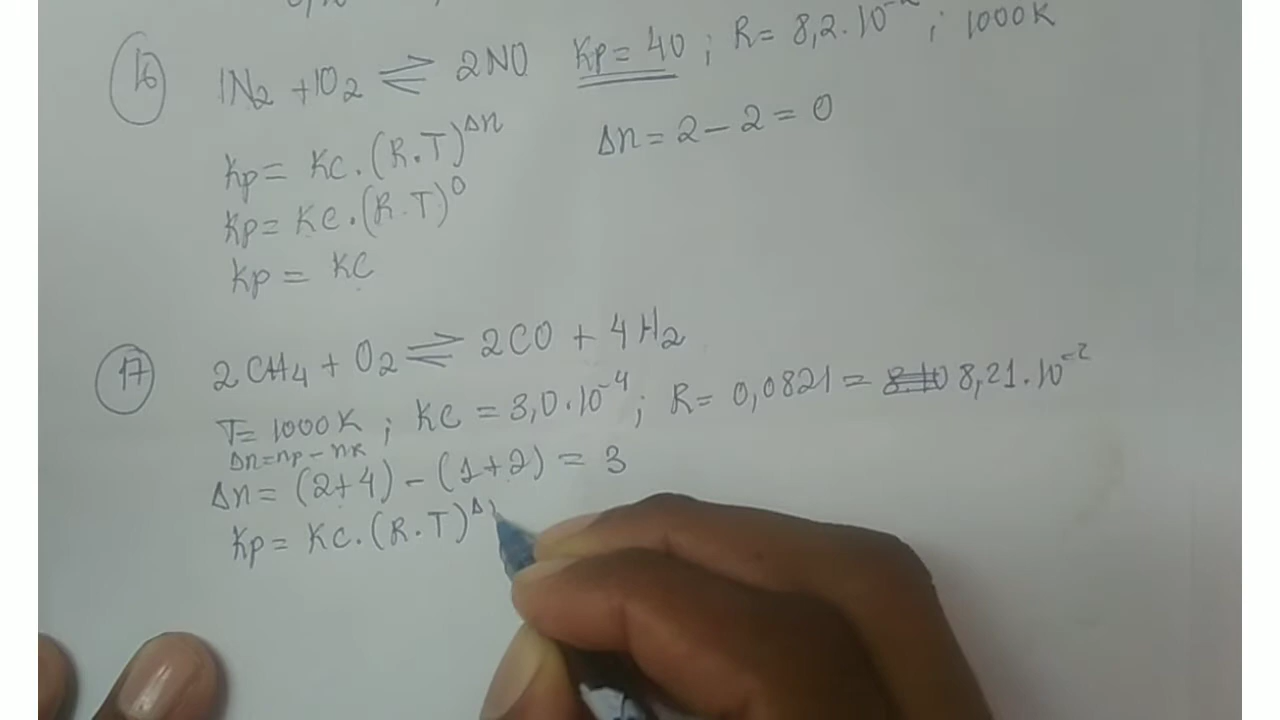 16 1N2 + 1O2 ⇌ 2NO Kp = 40 ; R = 8,2.10 ; 1000K
Kp = Kc.(R.T)^Δn Δn = 2 - 2 = 0
Kp = Kc.(R.T)^0
Kp = Kc
17 2CH4 + O2 ⇌ 2CO + 4H2
T= 1000K ; Kc = 3,0.10^-4 ; R = 0,0821 = 8,21.10^-2
Δn = np - nR
Δn = (2+4) - (1+2) = 3
Kp = Kc.(R.T)^Δ